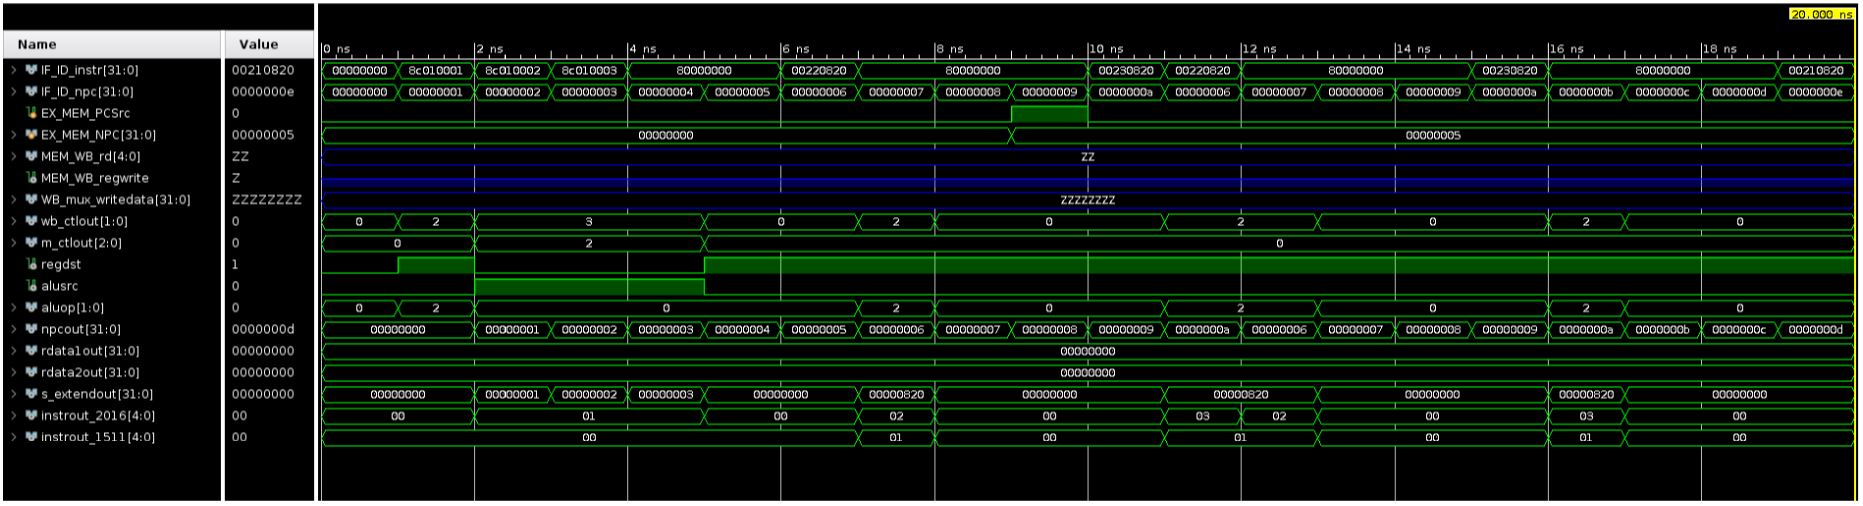 20.000 ns
Name Value
0 ns 2 ns 4 ns 6 ns 8 ns 10 ns 12 ns 14 ns 16 ns 18 ns
IF_ID_instr[31:0] 00210820 00000000 8c010001 8c010002 8c010003 80000000 00220820 80000000 00230820 00220820 80000000 00230820 80000000 00210820
IF_ID_npc[31:0] 0000000e 00000000 00000001 00000002 00000003 00000004 00000005 00000006 00000007 00000008 00000009 0000000a 00000006 00000007 00000008 00000009 0000000a 0000000b 0000000c 0000000d 0000000e
EX_MEM_PCSrc 0
EX_MEM_NPC[31:0] 00000005 00000000 00000005
MEM_WB_rd[4:0] ZZ ZZ
MEM_WB_regwrite Z
WB_mux_writedata[31:0] ZZZZZZZZ ZZZZZZZZ
wb_ctlout[1:0] 0 0 2 3 0 2 0 2 0 2 0
m_ctlout[2:0] 0 0 2 0
regdst 1
alusrc 0
aluop[1:0] 0 0 2 0 2 0 2 0 2 0
npcout[31:0] 0000000d 00000000 00000001 00000002 00000003 00000004 00000005 00000006 00000007 00000008 00000009 0000000a 00000006 00000007 00000008 00000009 0000000a 0000000b 0000000c 0000000d
rdata1out[31:0] 00000000 00000000
rdata2out[31:0] 00000000 00000000
s_extendout[31:0] 00000000 00000000 00000001 00000002 00000003 00000000 00000820 00000000 00000820 00000000 00000820 00000000
instrout_2016[4:0] 00 00 01 00 02 00 03 02 00 03 00
instrout_1511[4:0] 00 00 01 00 01 00 01 00